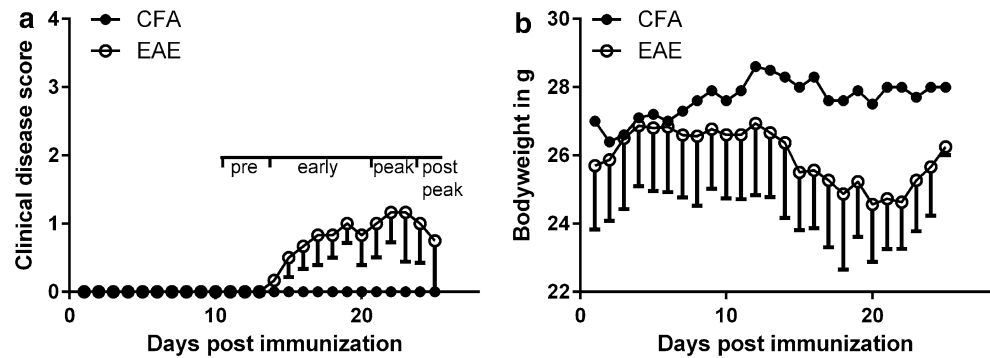 a
CFA
EAE
Clinical disease score
4
3
2
1
0
pre early peak post
peak
0 10 20
Days post immunization
b
CFA
EAE
Bodyweight in g
30
28
26
24
22
0 10 20
Days post immunization